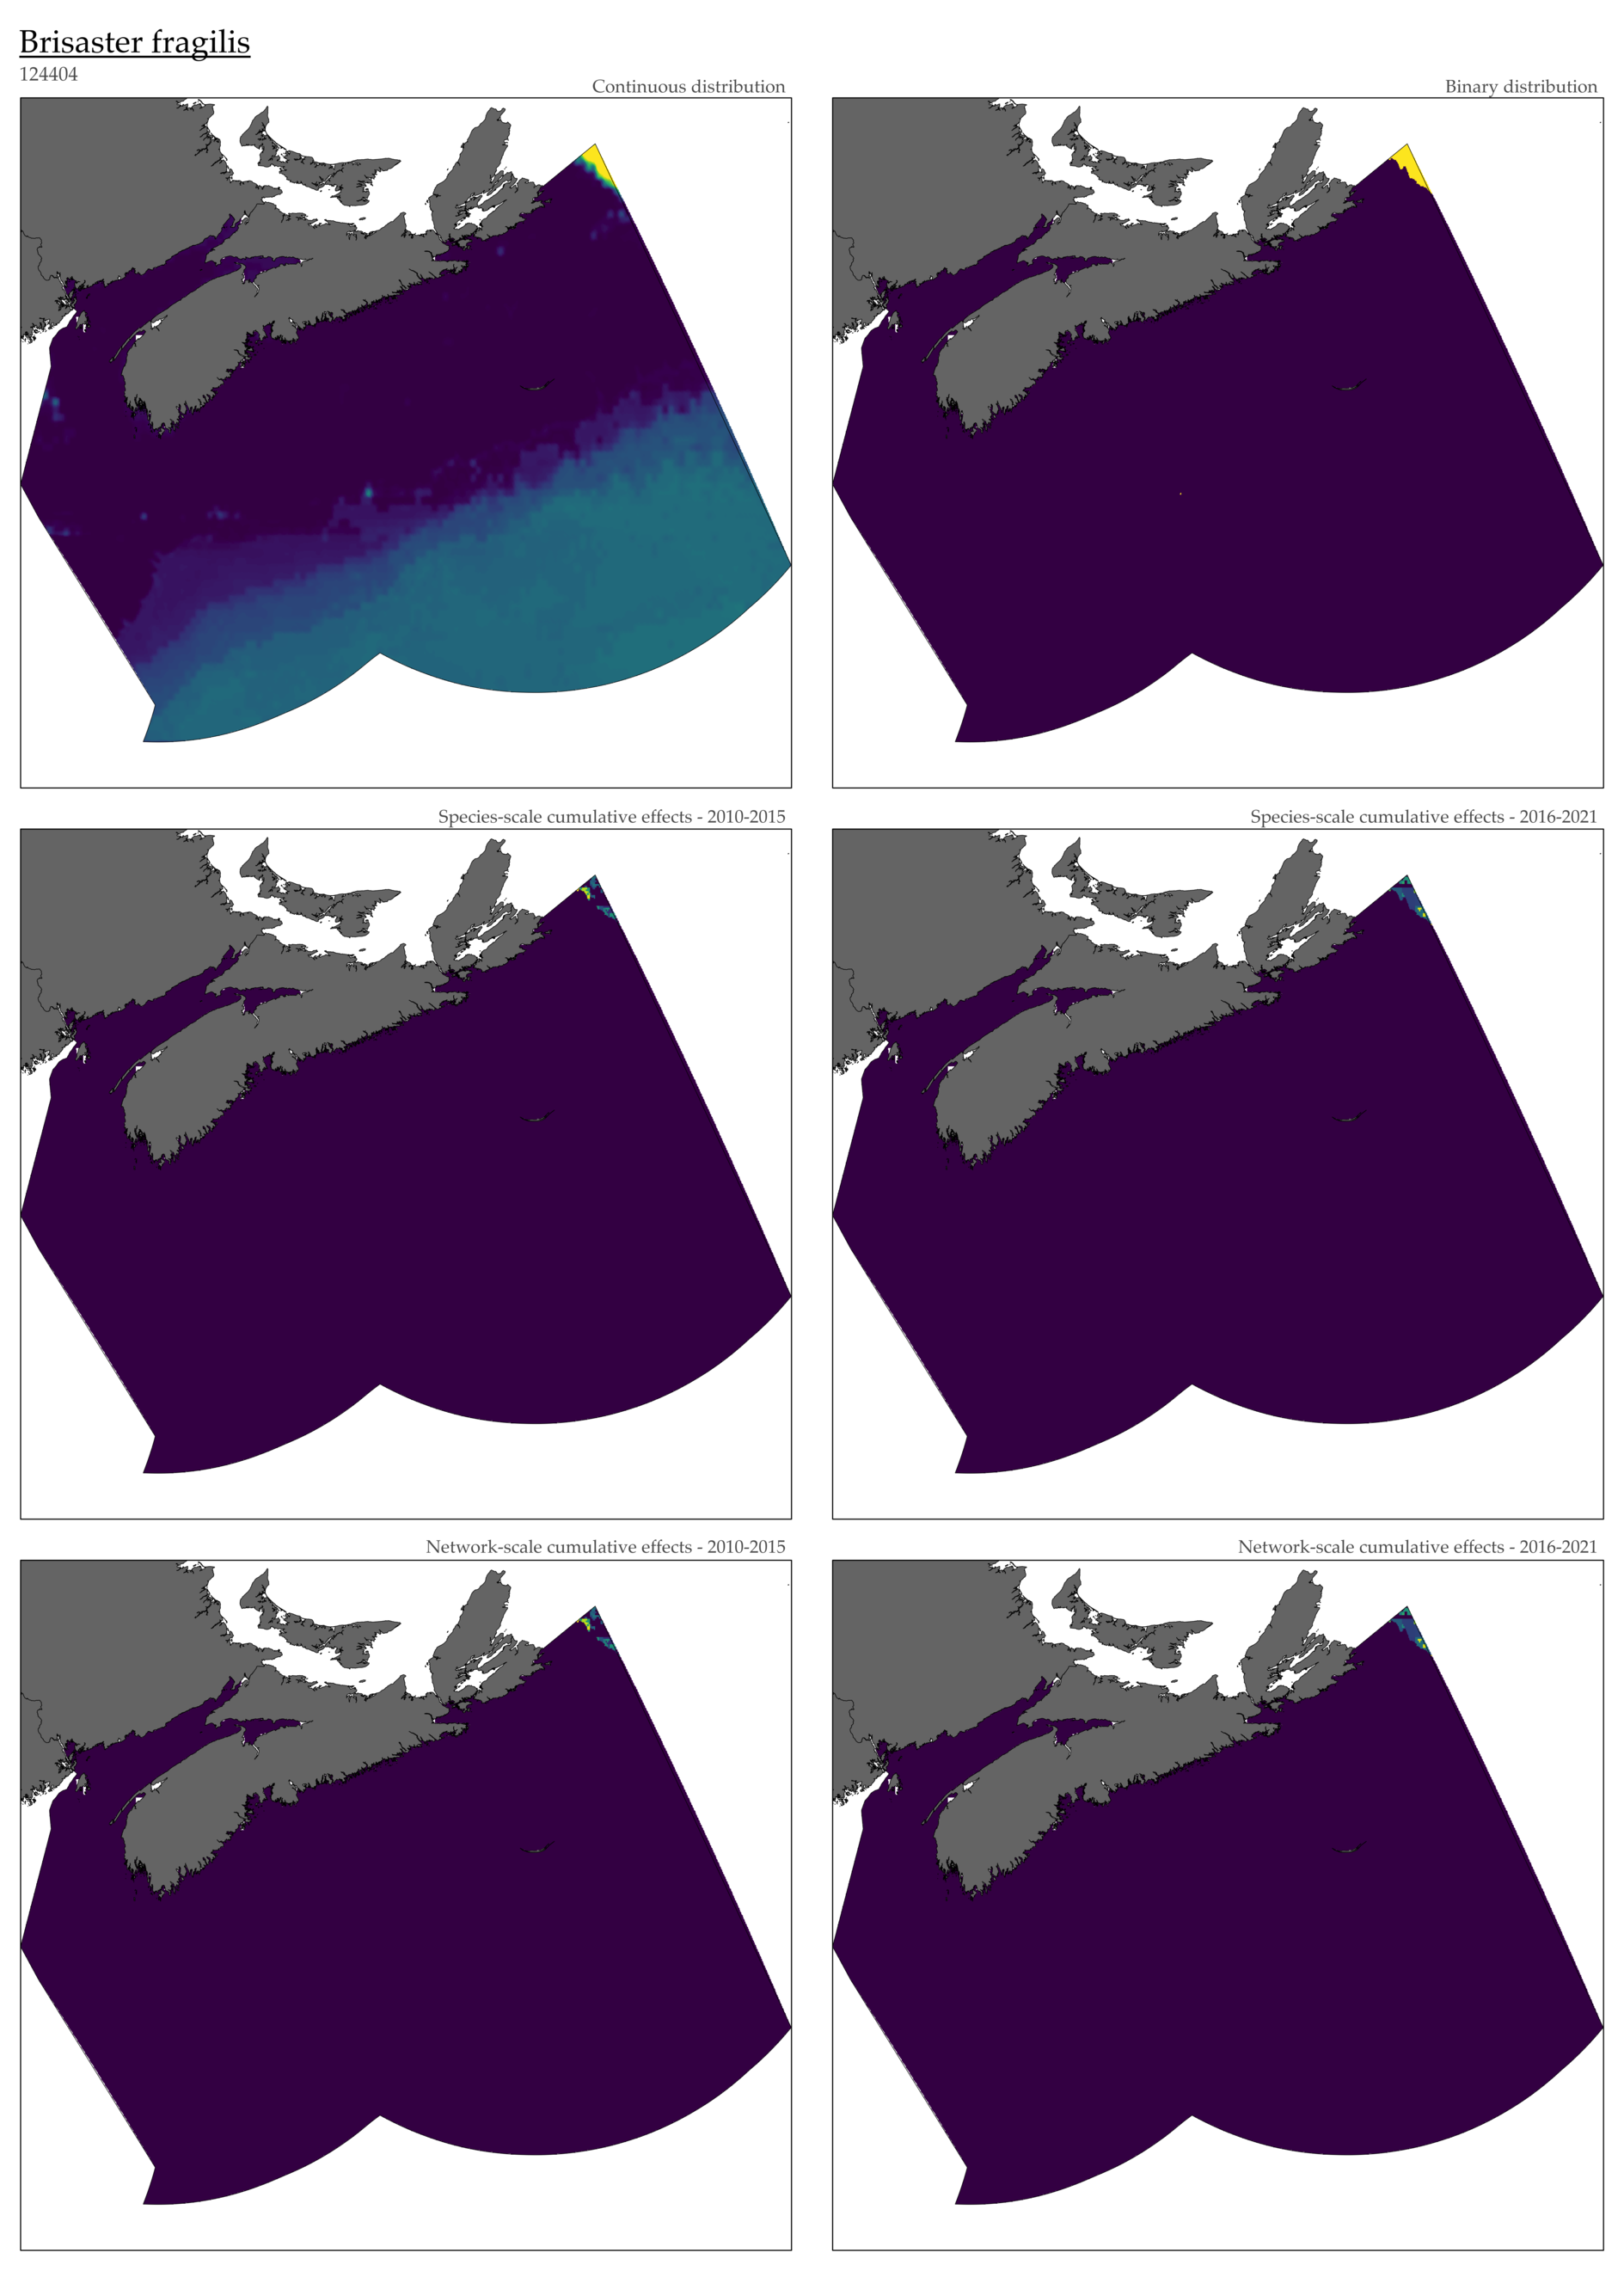 Brisaster fragilis
124404
Continuous distribution
Binary distribution
Species-scale cumulative effects - 2010-2015
Species-scale cumulative effects - 2016-2021
Network-scale cumulative effects - 2010-2015
Network-scale cumulative effects - 2016-2021